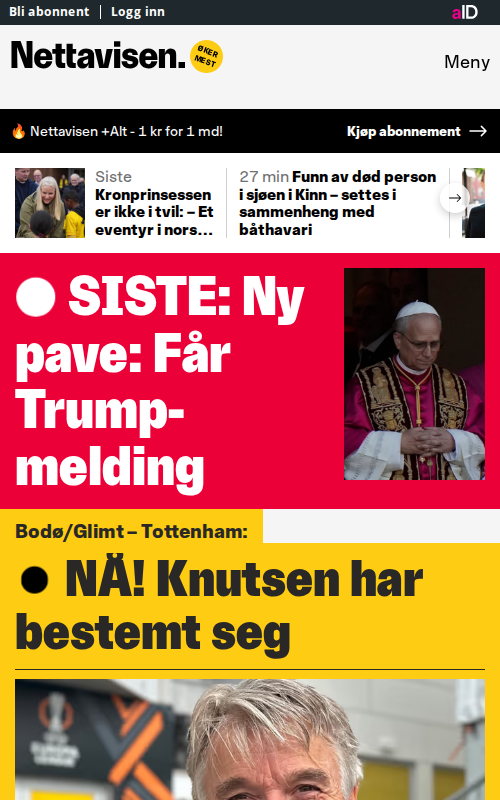 Bli abonnent
Logg inn
aID
Nettavisen.
ØKER
MEST
Meny
🔥 Nettavisen +Alt - 1 kr for 1 md!
Kjøp abonnement →
Siste
Kronprinsessen
er ikke i tvil: – Et
eventyr i nors...
27 min Funn av død person
i sjøen i Kinn – settes i
sammenheng med
båthavari
SISTE: Ny
pave: Får
Trump-
melding
Bodø/Glimt – Tottenham:
NÅ! Knutsen har
bestemt seg
EUROPA
LEAGUE